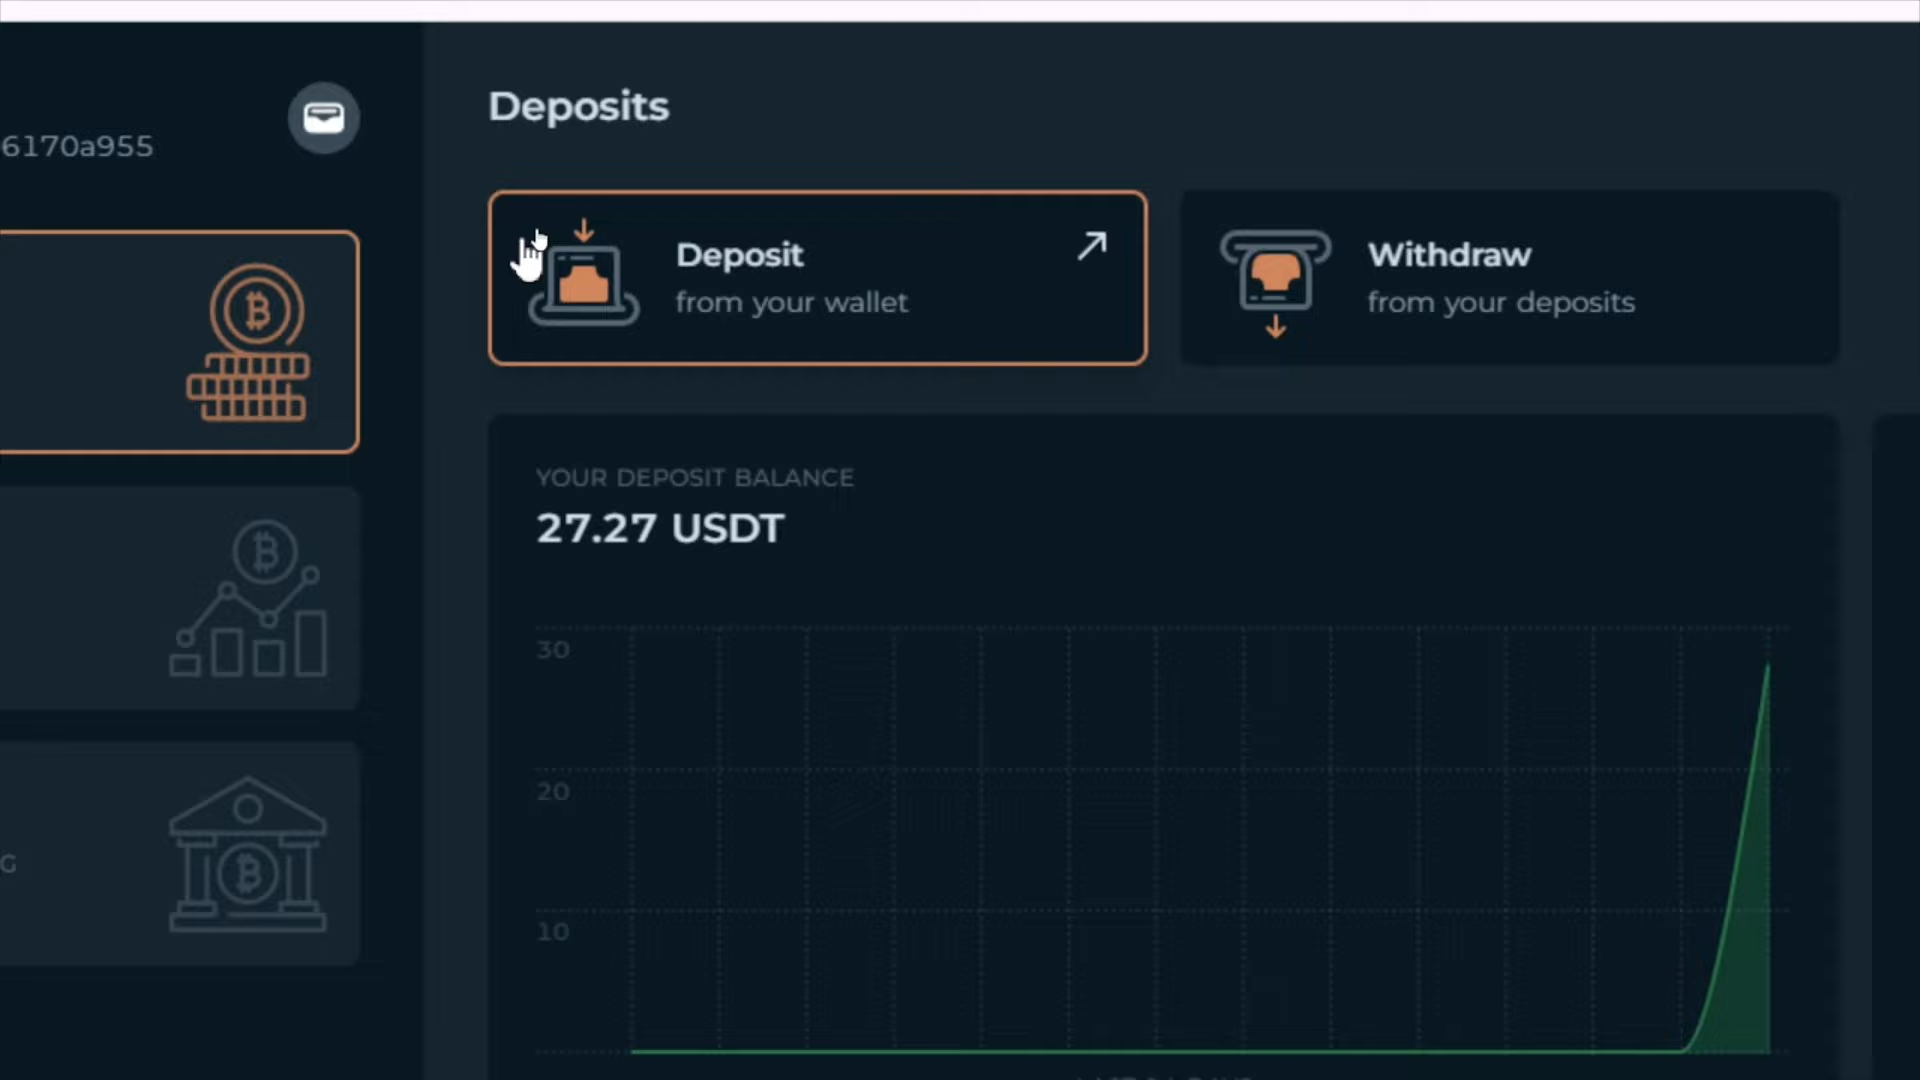 6170a955
Deposits
Deposit
from your wallet
Withdraw
from your deposits
YOUR DEPOSIT BALANCE
27.27 USDT
30
20
10
G